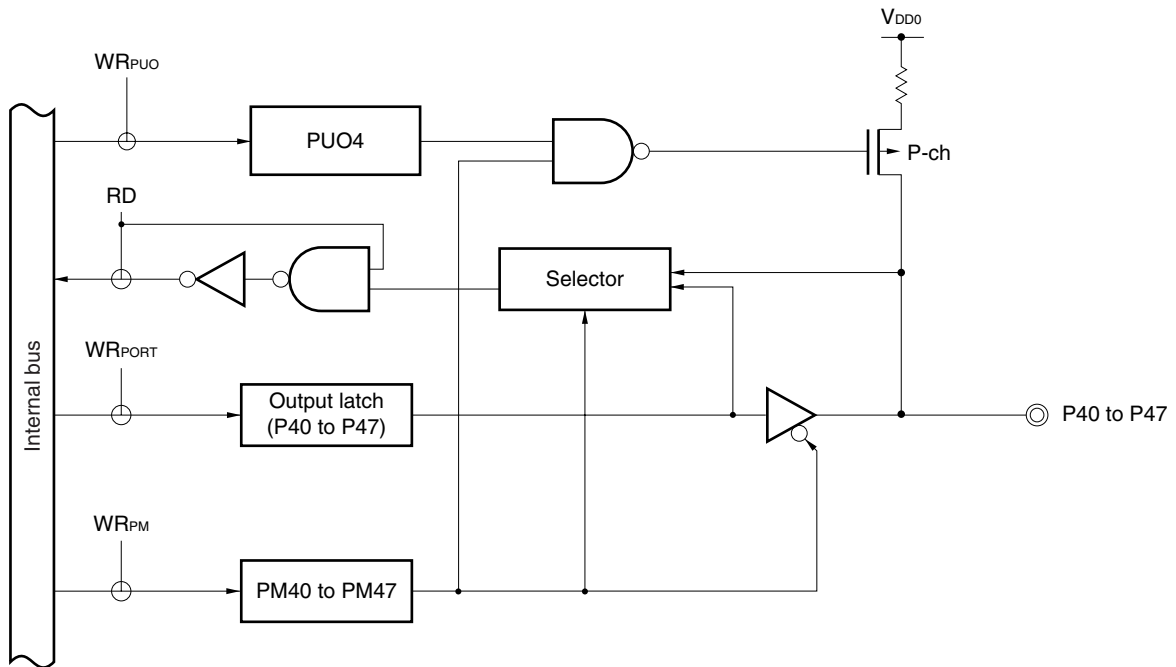 VDD0
WRPUO
PUO4
P-ch
RD
Selector
WRPORT
Internal bus
Output latch
(P40 to P47)
P40 to P47
WRPM
PM40 to PM47